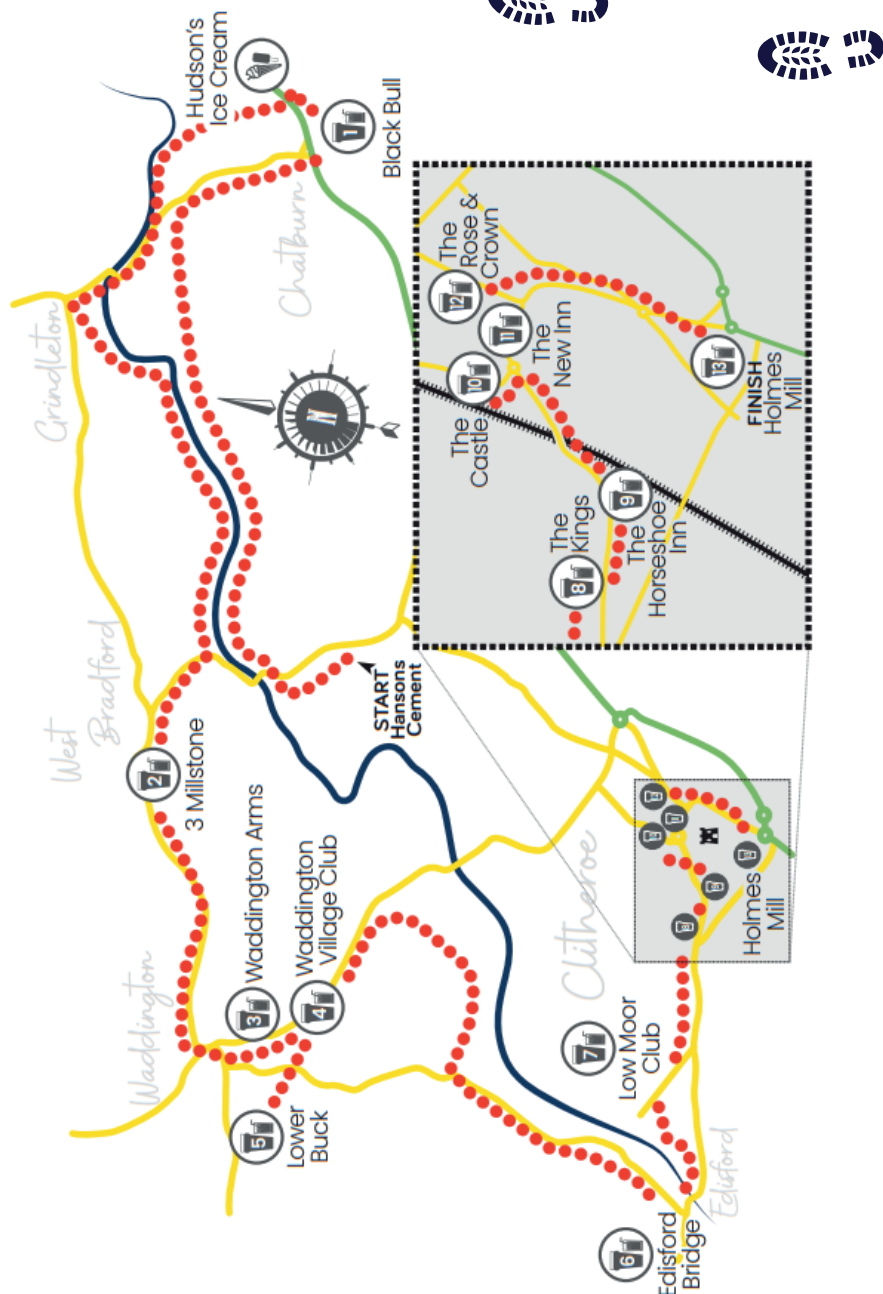 Waddington
West
Bradford
Grindleton
2
3 Millstone
Hudson's
Ice Cream
1
Black Bull
Chatburn
3
Waddington Arms
4
Waddington
Village Club
5
Lower
Buck
N
START
Hansons
Cement
6
Edisford
Bridge
Edisford
7
Low Moor
Club
Clitheroe
Holmes
Mill
8
The
Kings
9
The
Horseshoe
Inn
10
The
Castle
11
The
New Inn
12
The
Rose &
Crown
13
FINISH
Holmes
Mill